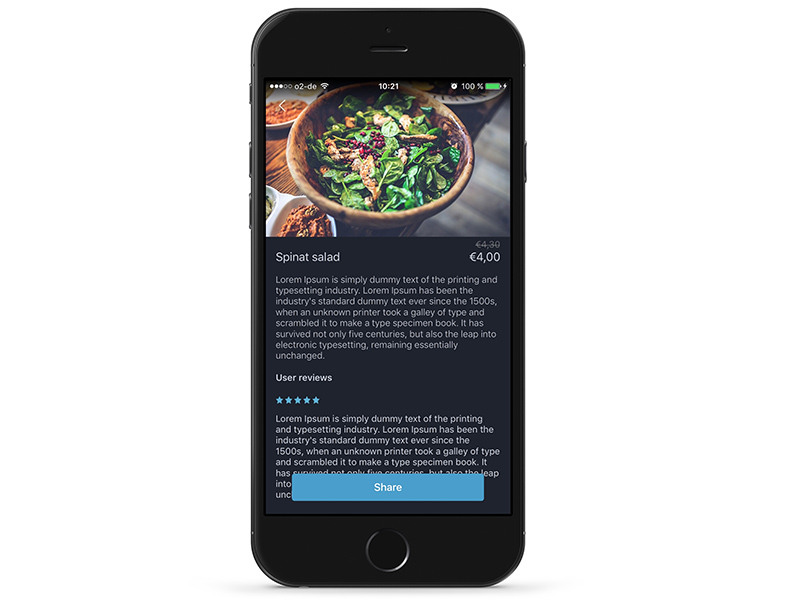 o2-de 10:21 100 %
€4,30
Spinat salad €4,00
Lorem Ipsum is simply dummy text of the printing and
typesetting industry. Lorem Ipsum has been the
industry's standard dummy text ever since the 1500s,
when an unknown printer took a galley of type and
scrambled it to make a type specimen book. It has
survived not only five centuries, but also the leap into
electronic typesetting, remaining essentially
unchanged.
User reviews
Lorem Ipsum is simply dummy text of the printing
and typesetting industry. Lorem Ipsum has been the
industry's standard dummy text ever since the
1500s, when an unknown printer took a galley of type
and scrambled it to make a type specimen book. It
has survived not only five centuries, but also the leap
into
Share